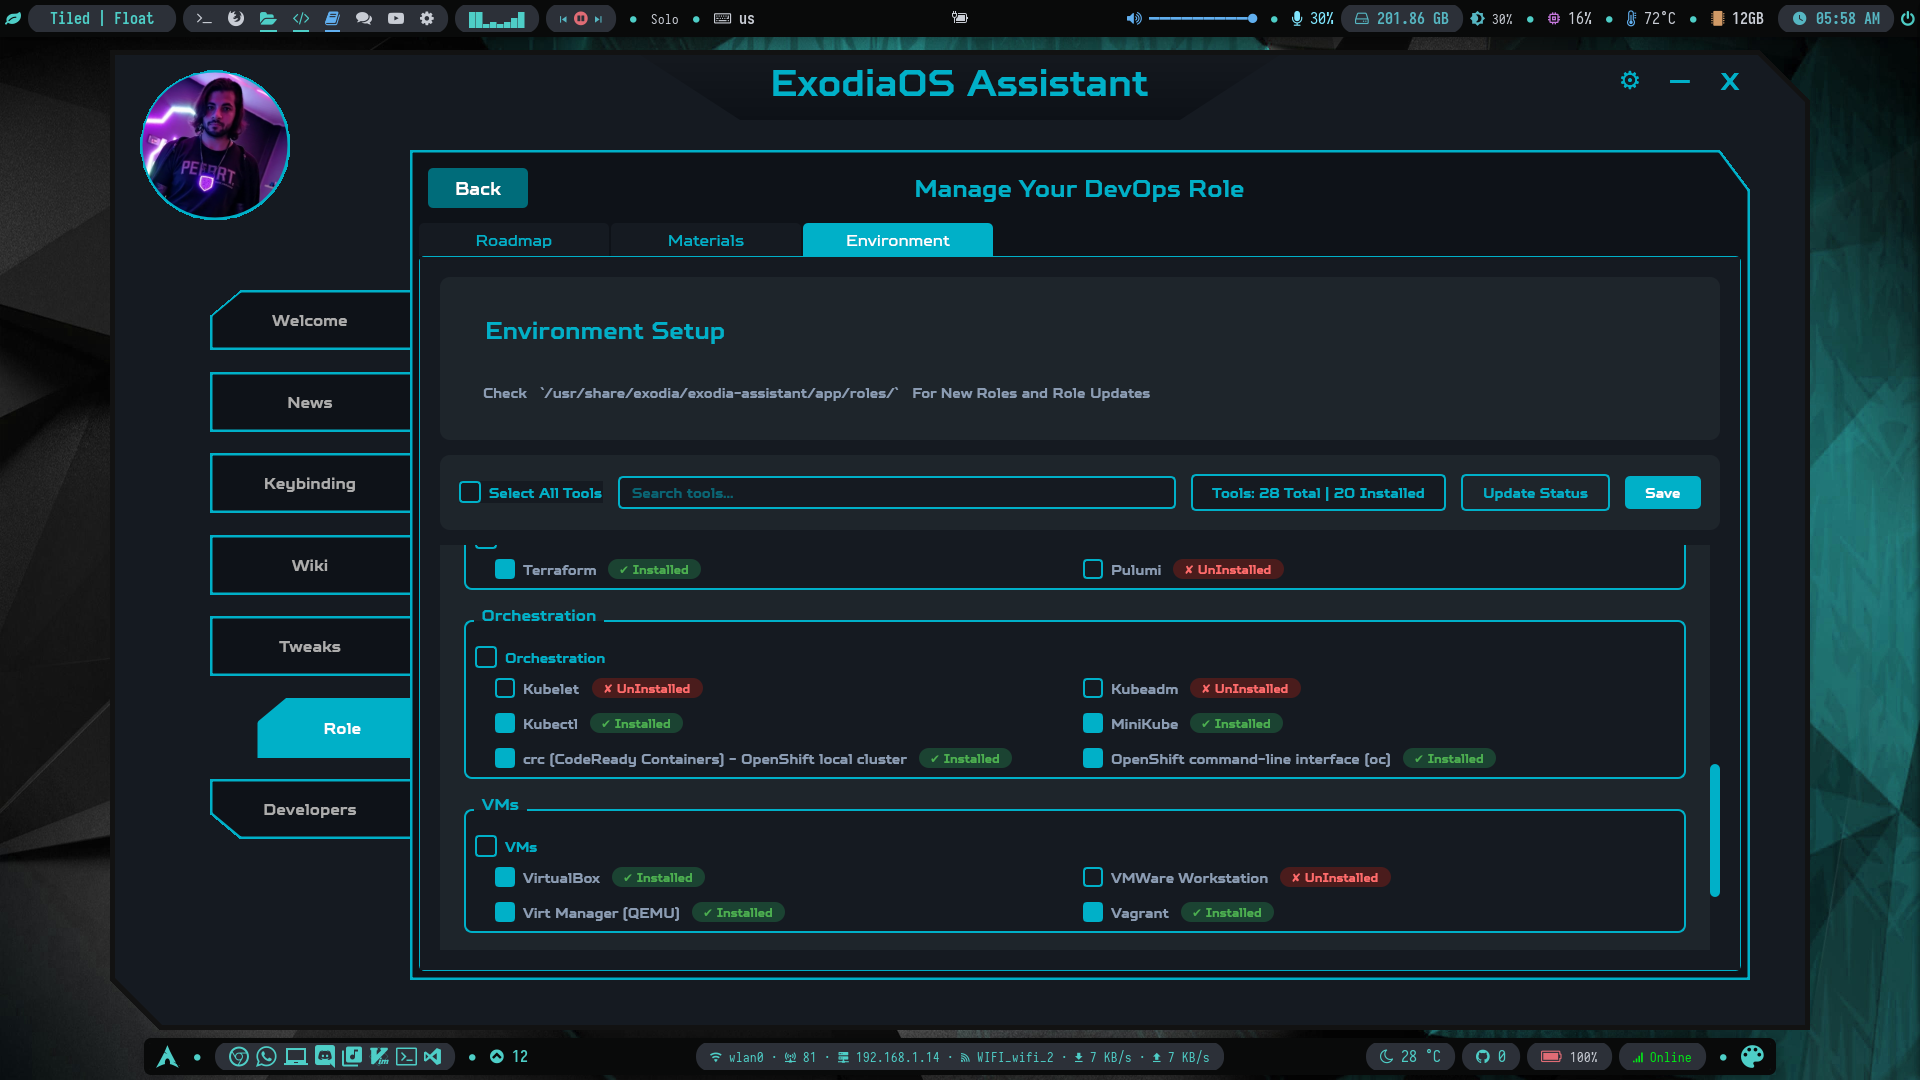 Tiled | Float
Solo
us
30%
201.86 GB
30%
16%
72°C
12GB
05:58 AM
ExodiaOS Assistant
X
Back
Manage Your DevOps Role
Roadmap
Materials
Environment
Welcome
News
Keybinding
Wiki
Tweaks
Role
Developers
Environment Setup
Check `/usr/share/exodia/exodia-assistant/app/roles/` For New Roles and Role Updates
Select All Tools
Search tools...
Tools: 28 Total | 20 Installed
Update Status
Save
Terraform ✓ Installed
Pulumi ✘ UnInstalled
Orchestration
Orchestration
Kubelet ✘ UnInstalled
Kubeadm ✘ UnInstalled
Kubectl ✓ Installed
MiniKube ✓ Installed
crc (CodeReady Containers) - OpenShift local cluster ✓ Installed
OpenShift command-line interface (oc) ✓ Installed
VMs
VMs
VirtualBox ✓ Installed
VMWare Workstation ✘ UnInstalled
Virt Manager (QEMU) ✓ Installed
Vagrant ✓ Installed
12
wlan0 · 81 · 192.168.1.14 · WIFI_wifi_2 · 7 KB/s · 7 KB/s
28 °C
0
100%
Online